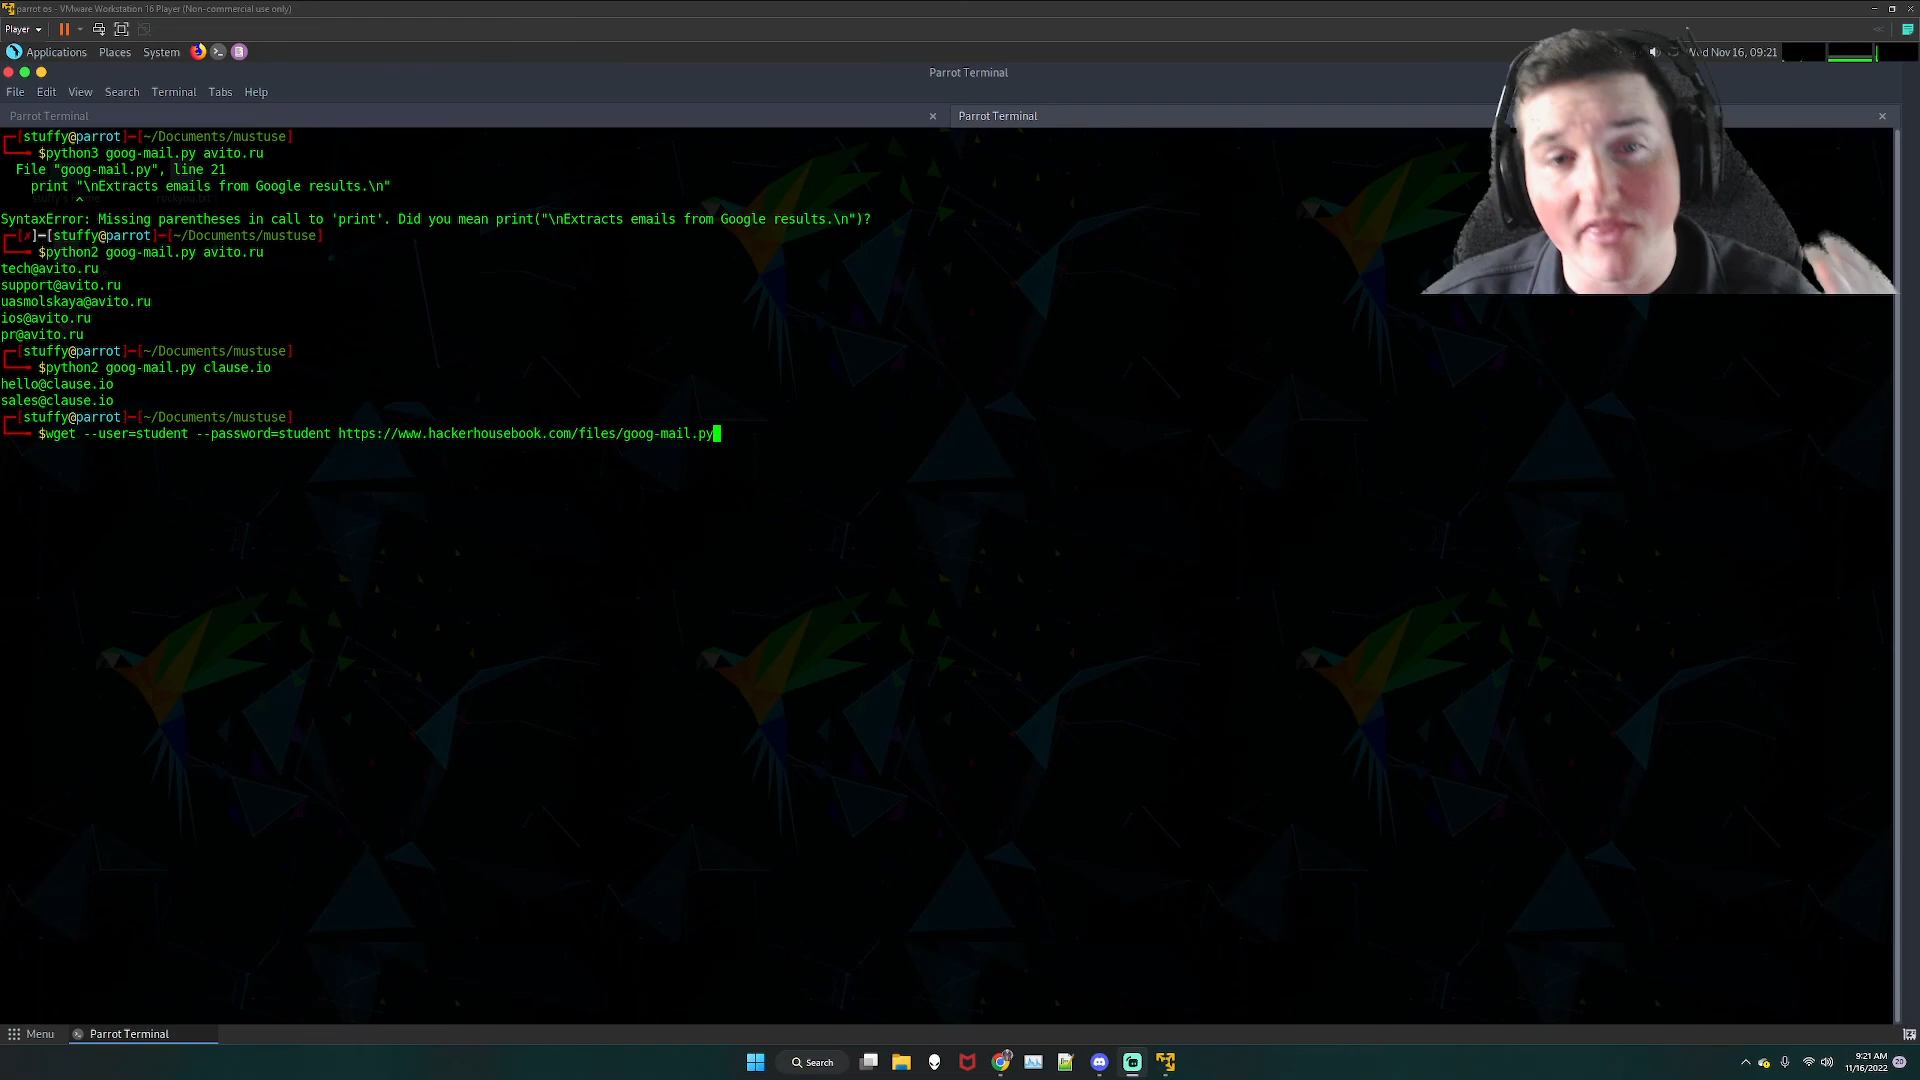 parrot os - VMware Workstation 16 Player (Non-commercial use only)
Player
Applications Places System
Wed Nov 16, 09:21
Parrot Terminal
File Edit View Search Terminal Tabs Help
Parrot Terminal
Parrot Terminal
┌─[stuffy@parrot]─[~/Documents/mustuse]
└──╼ $python3 goog-mail.py avito.ru
File "goog-mail.py", line 21
print "\nExtracts emails from Google results.\n"
^
SyntaxError: Missing parentheses in call to 'print'. Did you mean print("\nExtracts emails from Google results.\n")?
┌─[✗]─[stuffy@parrot]─[~/Documents/mustuse]
└──╼ $python2 goog-mail.py avito.ru
tech@avito.ru
support@avito.ru
uasmolskaya@avito.ru
ios@avito.ru
pr@avito.ru
┌─[stuffy@parrot]─[~/Documents/mustuse]
└──╼ $python2 goog-mail.py clause.io
hello@clause.io
sales@clause.io
┌─[stuffy@parrot]─[~/Documents/mustuse]
└──╼ $wget --user=student --password=student https://www.hackerhousebook.com/files/goog-mail.py
Menu
Parrot Terminal
Search
9:21 AM
11/16/2022
20